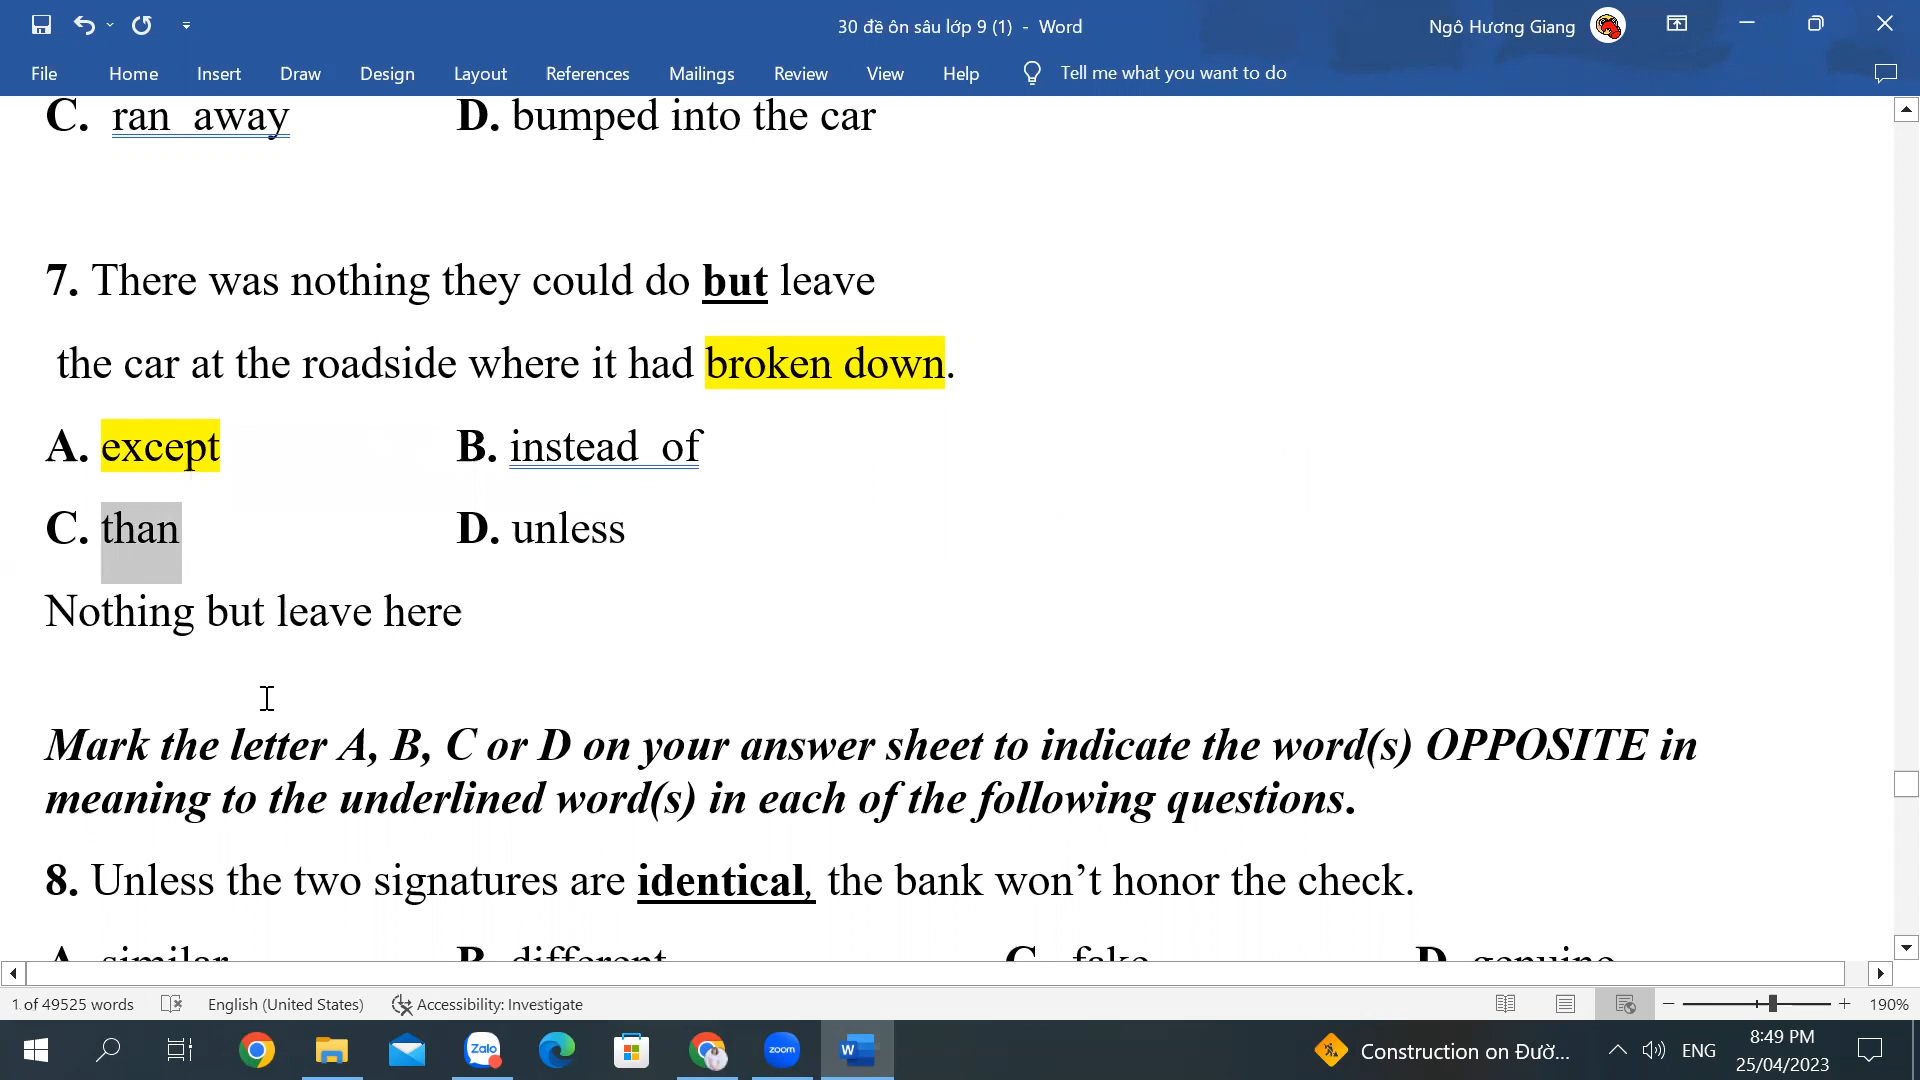 30 đề ôn sâu lớp 9 (1) - Word
Ngô Hương Giang
File Home Insert Draw Design Layout References Mailings Review View Help Tell me what you want to do
C. ran away D. bumped into the car
7. There was nothing they could do but leave
the car at the roadside where it had broken down.
A. except B. instead of
C. than D. unless
Nothing but leave here
Mark the letter A, B, C or D on your answer sheet to indicate the word(s) OPPOSITE in
meaning to the underlined word(s) in each of the following questions.
8. Unless the two signatures are identical, the bank won’t honor the check.
A. similar B. different C. fake D. genuine
1 of 49525 words English (United States) Accessibility: Investigate 190%
Zalo zoom W Construction on Đườ... ENG 8:49 PM
25/04/2023